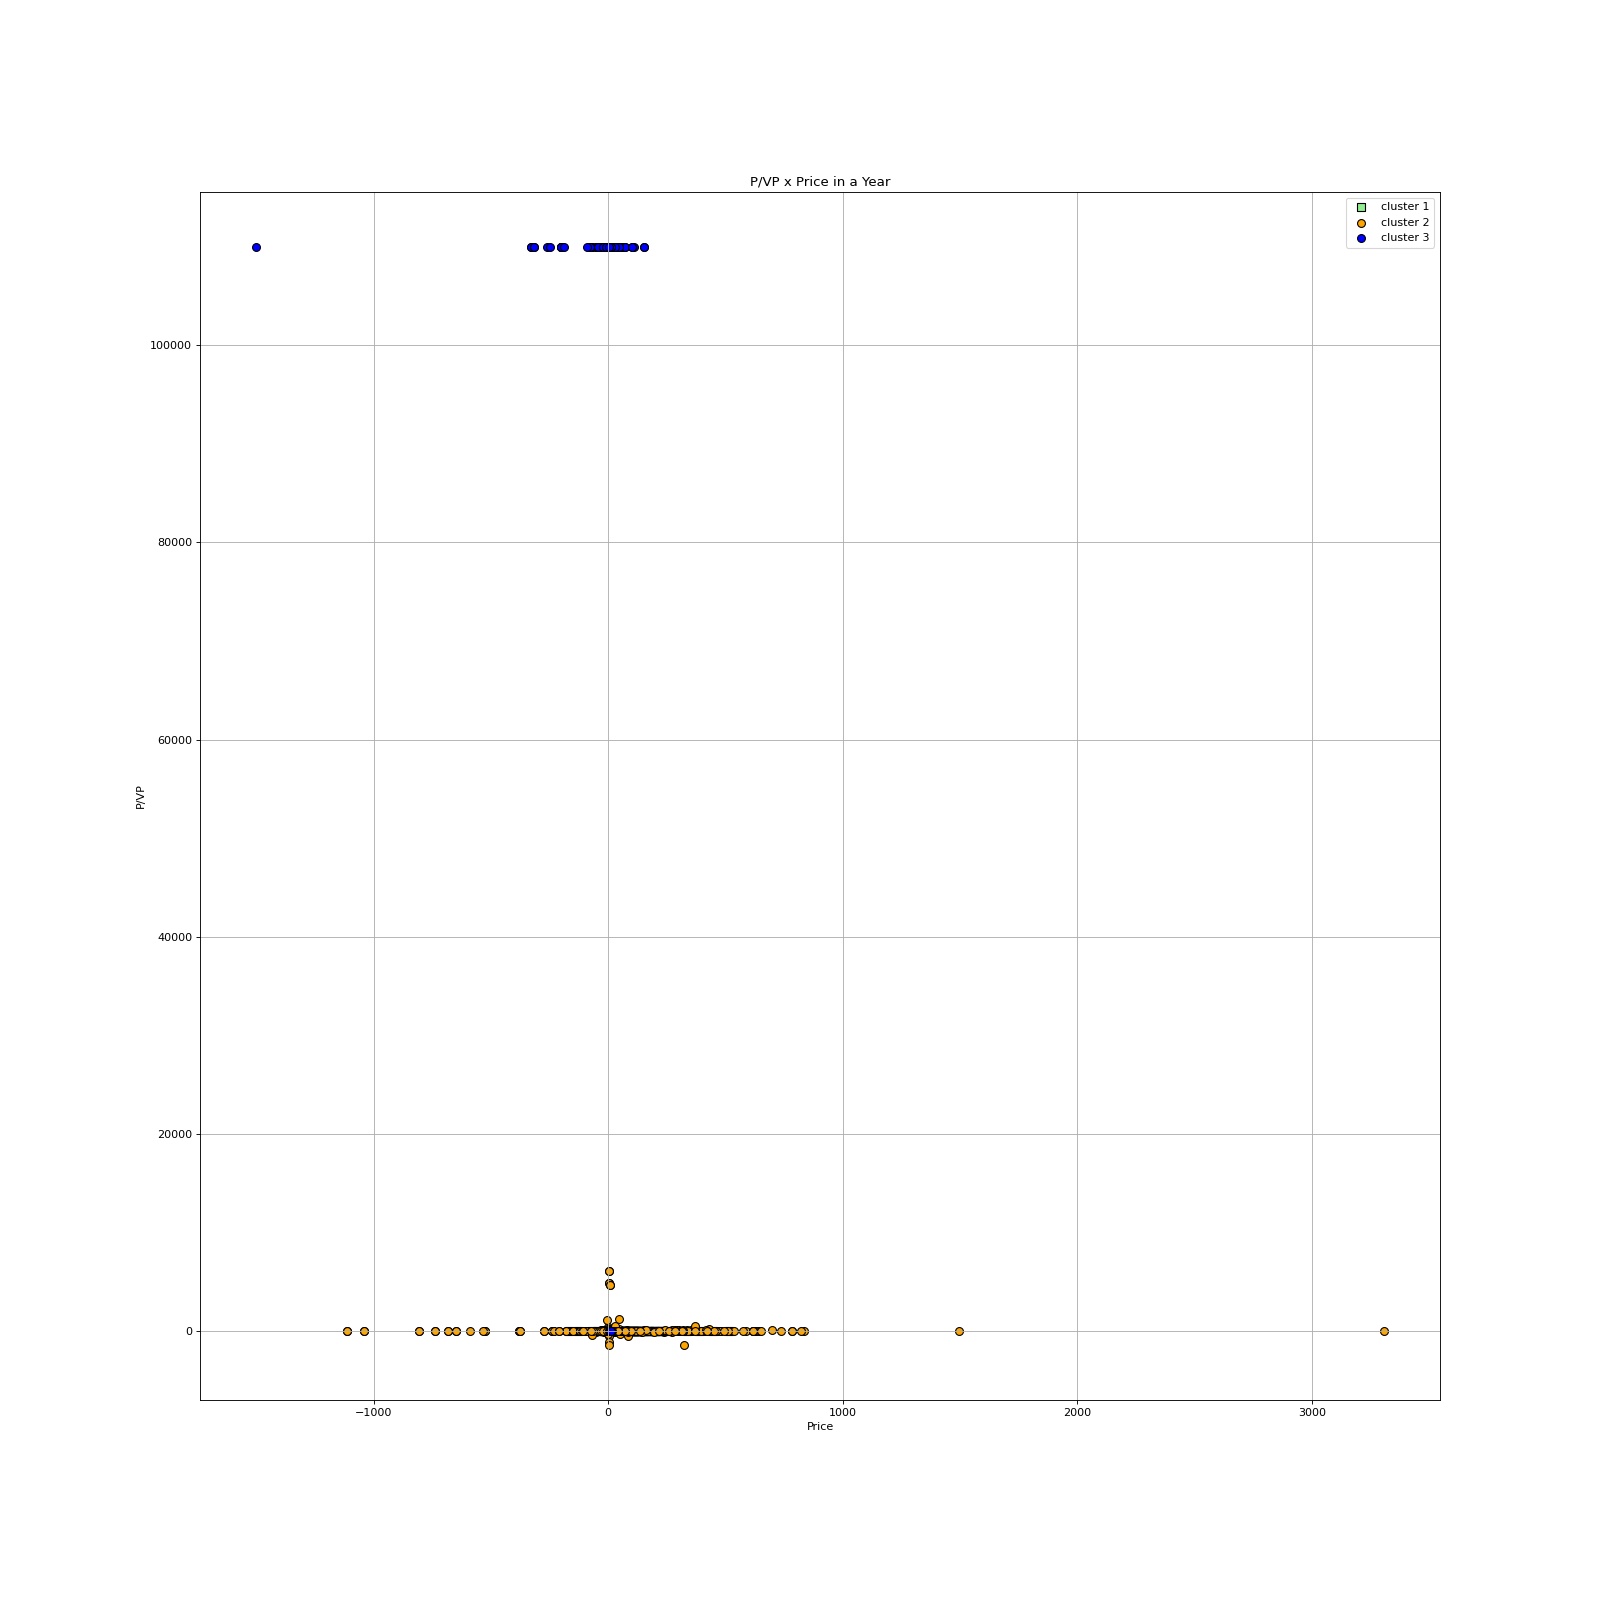 P/VP x Price in a Year
cluster 1
cluster 2
cluster 3
100000
80000
60000
40000
20000
0
P/VP
−1000
0
1000
2000
3000
Price